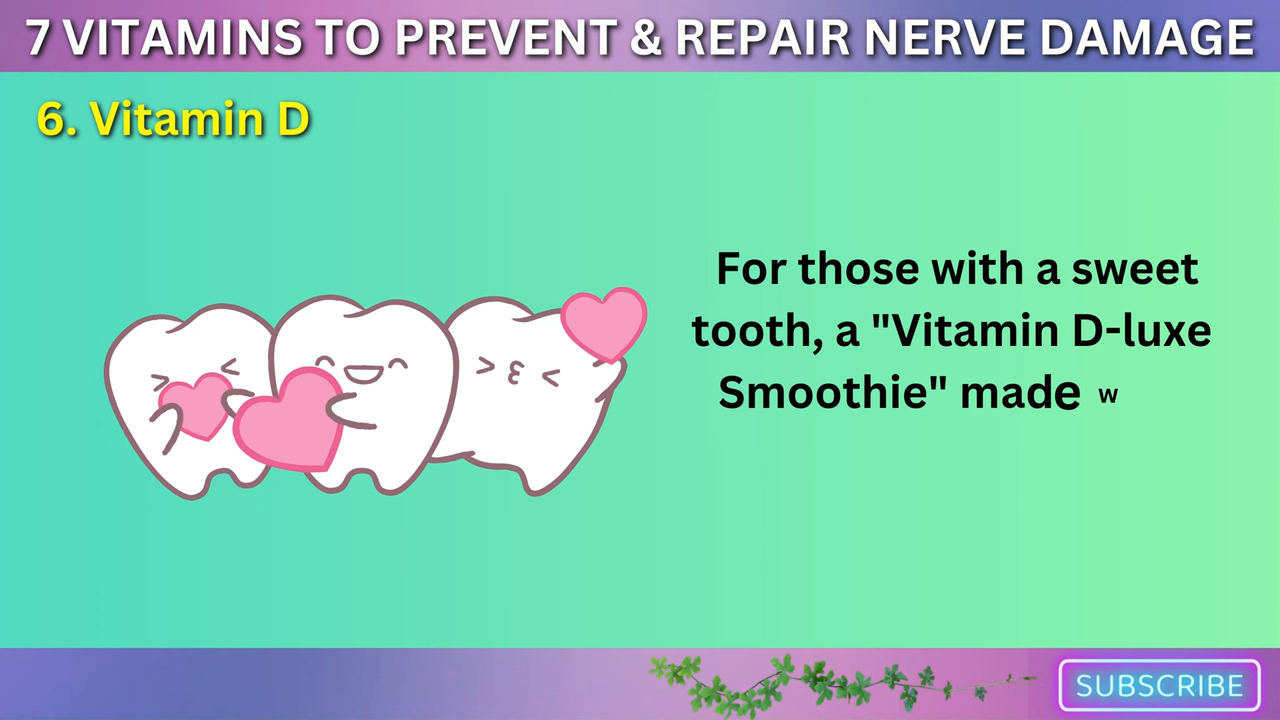 7 VITAMINS TO PREVENT & REPAIR NERVE DAMAGE
6. Vitamin D
For those with a sweet
tooth, a "Vitamin D-luxe
Smoothie" made w
SUBSCRIBE